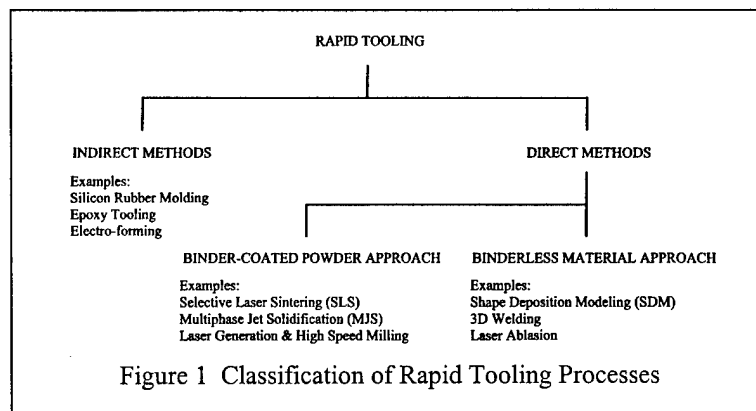 RAPID TOOLING
INDIRECT METHODS
Examples:
Silicon Rubber Molding
Epoxy Tooling
Electro-forming
DIRECT METHODS
BINDER-COATED POWDER APPROACH
Examples:
Selective Laser Sintering (SLS)
Multiphase Jet Solidification (MJS)
Laser Generation & High Speed Milling
BINDERLESS MATERIAL APPROACH
Examples:
Shape Deposition Modeling (SDM)
3D Welding
Laser Ablasion
Figure 1 Classification of Rapid Tooling Processes